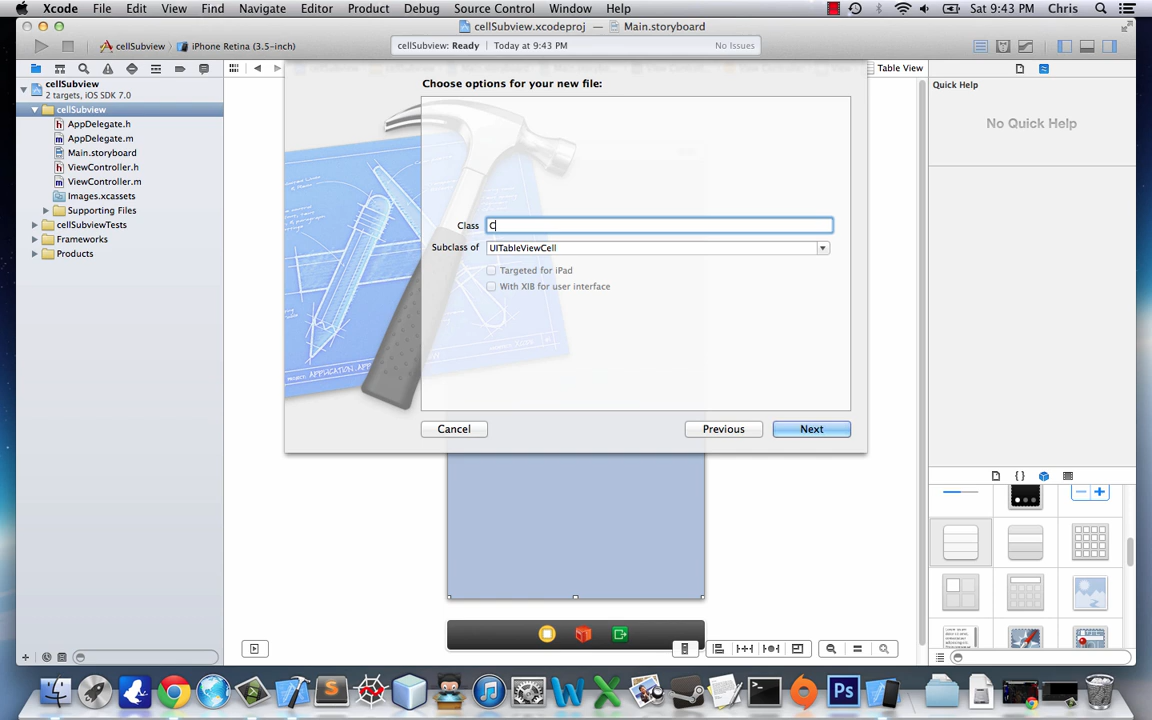 Xcode File Edit View Find Navigate Editor Product Debug Source Control Window Help Sat 9:43 PM Chris
cellSubview.xcodeproj — Main.storyboard
cellSubview iPhone Retina (3.5-inch) cellSubview: Ready Today at 9:43 PM No Issues
Table View
cellSubview
2 targets, iOS SDK 7.0
cellSubview
AppDelegate.h
AppDelegate.m
Main.storyboard
ViewController.h
ViewController.m
Images.xcassets
Supporting Files
cellSubviewTests
Frameworks
Products
Choose options for your new file:
Class C
Subclass of UITableViewCell
Targeted for iPad
With XIB for user interface
Cancel Previous Next
Quick Help
No Quick Help